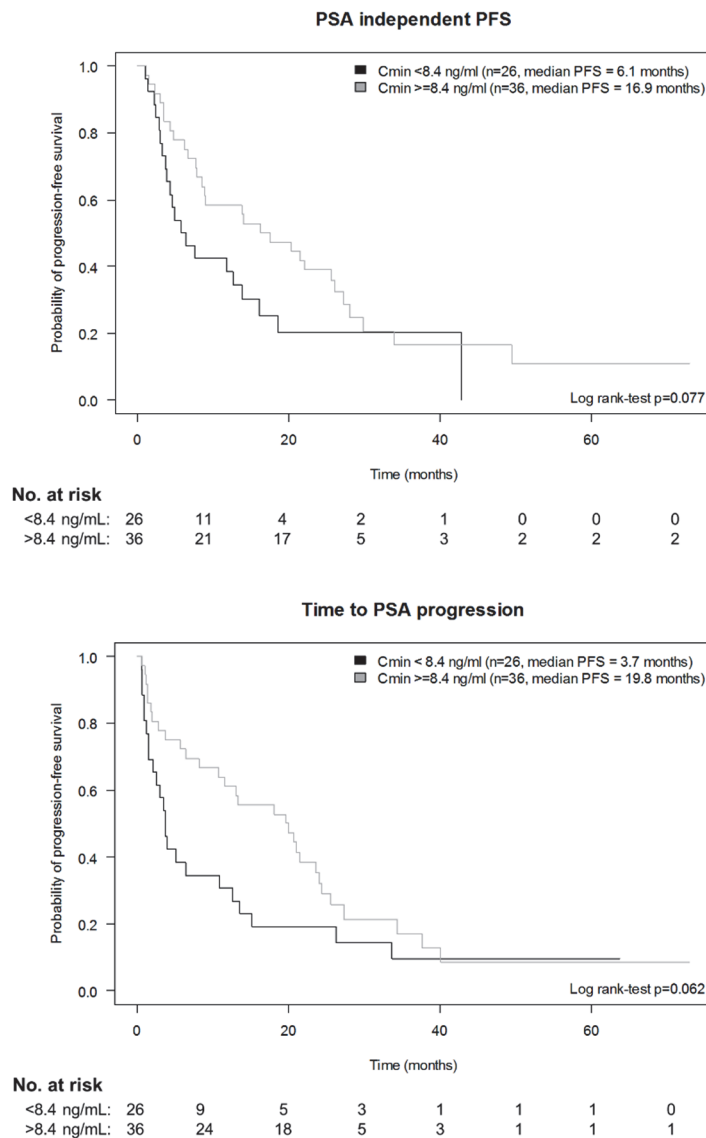 PSA independent PFS
Cmin <8.4 ng/ml (n=26, median PFS = 6.1 months)
Cmin >=8.4 ng/ml (n=36, median PFS = 16.9 months)
Probability of progression-free survival
1.0
0.8
0.6
0.4
0.2
0.0
Log rank-test p=0.077
0 20 40 60
Time (months)
No. at risk
<8.4 ng/mL: 26 11 4 2 1 0 0 0
>8.4 ng/mL: 36 21 17 5 3 2 2 2
Time to PSA progression
Cmin < 8.4 ng/ml (n=26, median PFS = 3.7 months)
Cmin >=8.4 ng/ml (n=36, median PFS = 19.8 months)
Probability of progression-free survival
1.0
0.8
0.6
0.4
0.2
0.0
Log rank-test p=0.062
0 20 40 60
Time (months)
No. at risk
<8.4 ng/mL: 26 9 5 3 1 1 1 0
>8.4 ng/mL: 36 24 18 5 3 1 1 1